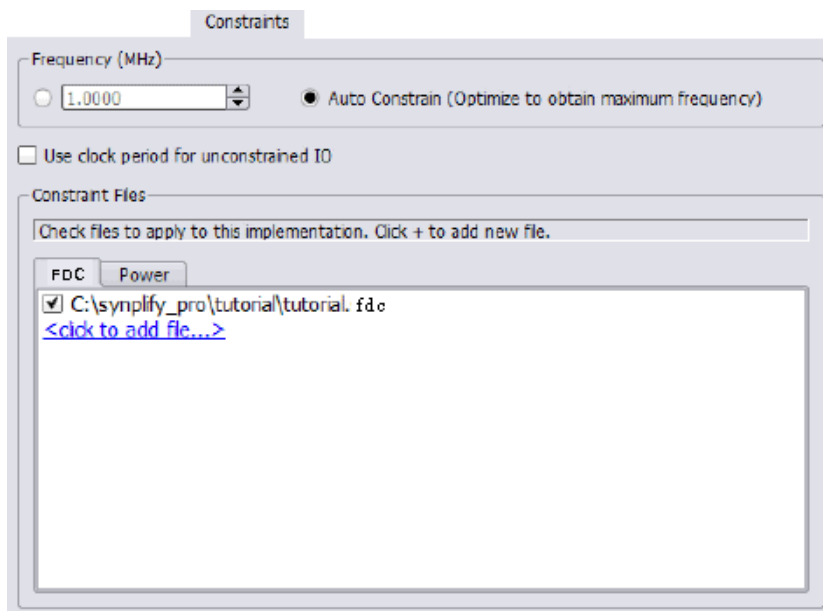 Constraints
Frequency (MHz)
1.0000 Auto Constrain (Optimize to obtain maximum frequency)
Use clock period for unconstrained IO
Constraint Files
Check files to apply to this implementation. Click + to add new file.
FDC Power
C:\synplify_pro\tutorial\tutorial. fdc
<click to add file...>